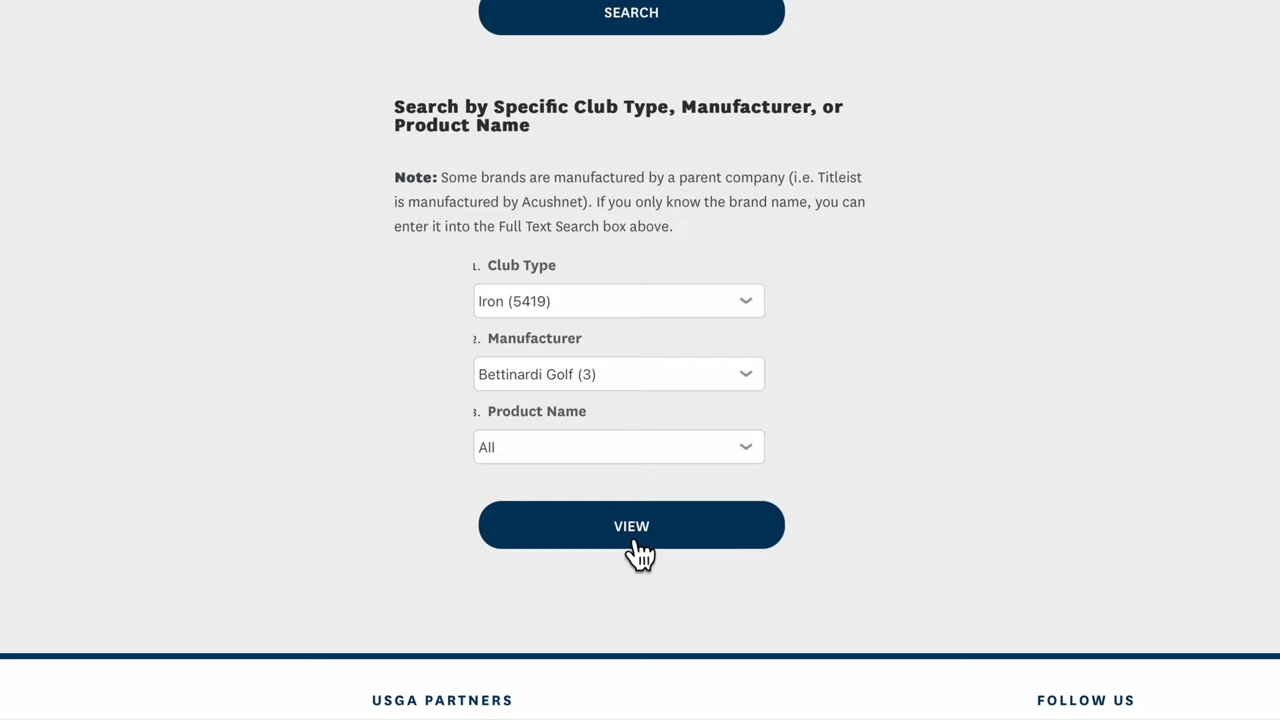 SEARCH
Search by Specific Club Type, Manufacturer, or
Product Name
Note: Some brands are manufactured by a parent company (i.e. Titleist
is manufactured by Acushnet). If you only know the brand name, you can
enter it into the Full Text Search box above.
1. Club Type
Iron (5419)
2. Manufacturer
Bettinardi Golf (3)
3. Product Name
All
VIEW
USGA PARTNERS
FOLLOW US